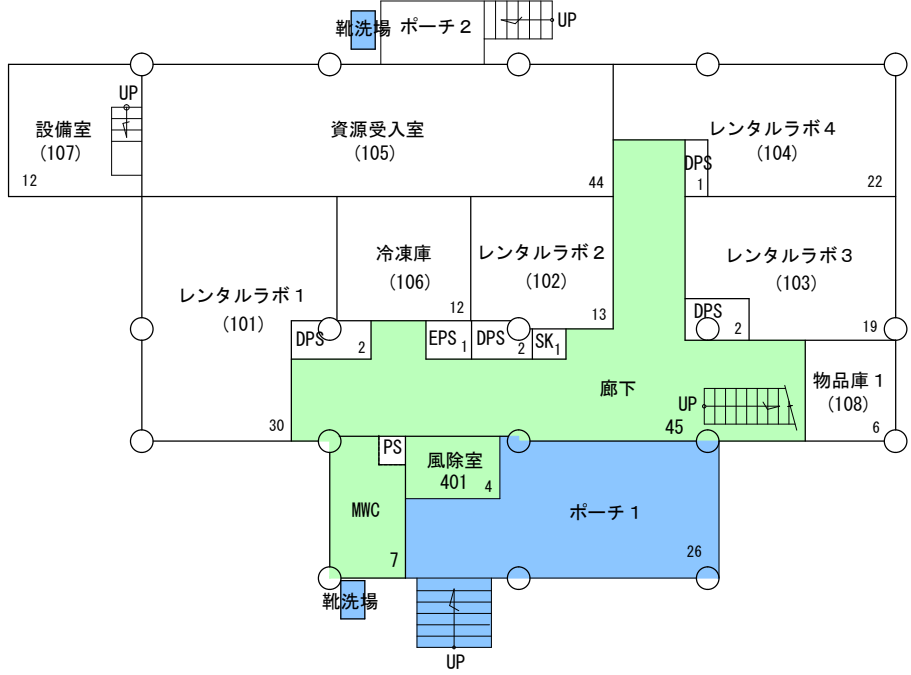 靴洗場
ポーチ2
UP
設備室
(107)
12
UP
資源受入室
(105)
44
レンタルラボ4
(104)
22
DPS
1
レンタルラボ1
(101)
30
冷凍庫
(106)
12
レンタルラボ2
(102)
13
レンタルラボ3
(103)
19
DPS
2
DPS
2
EPS
1
DPS
2
SK
1
廊下
45
UP
物品庫1
(108)
6
PS
風除室
401
4
MWC
7
ポーチ1
26
靴洗場
UP